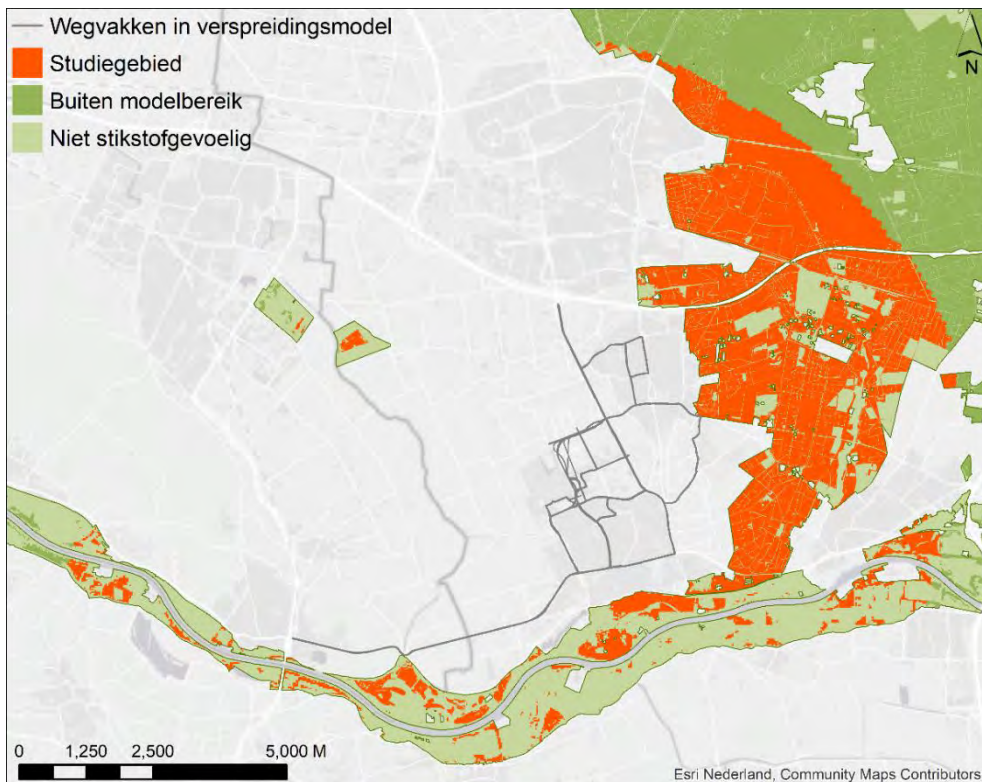 Wegvakken in verspreidingsmodel
Studiegebied
Buiten modelbereik
Niet stikstofgevoelig
N
0 1,250 2,500 5,000 M
Esri Nederland, Community Maps Contributors